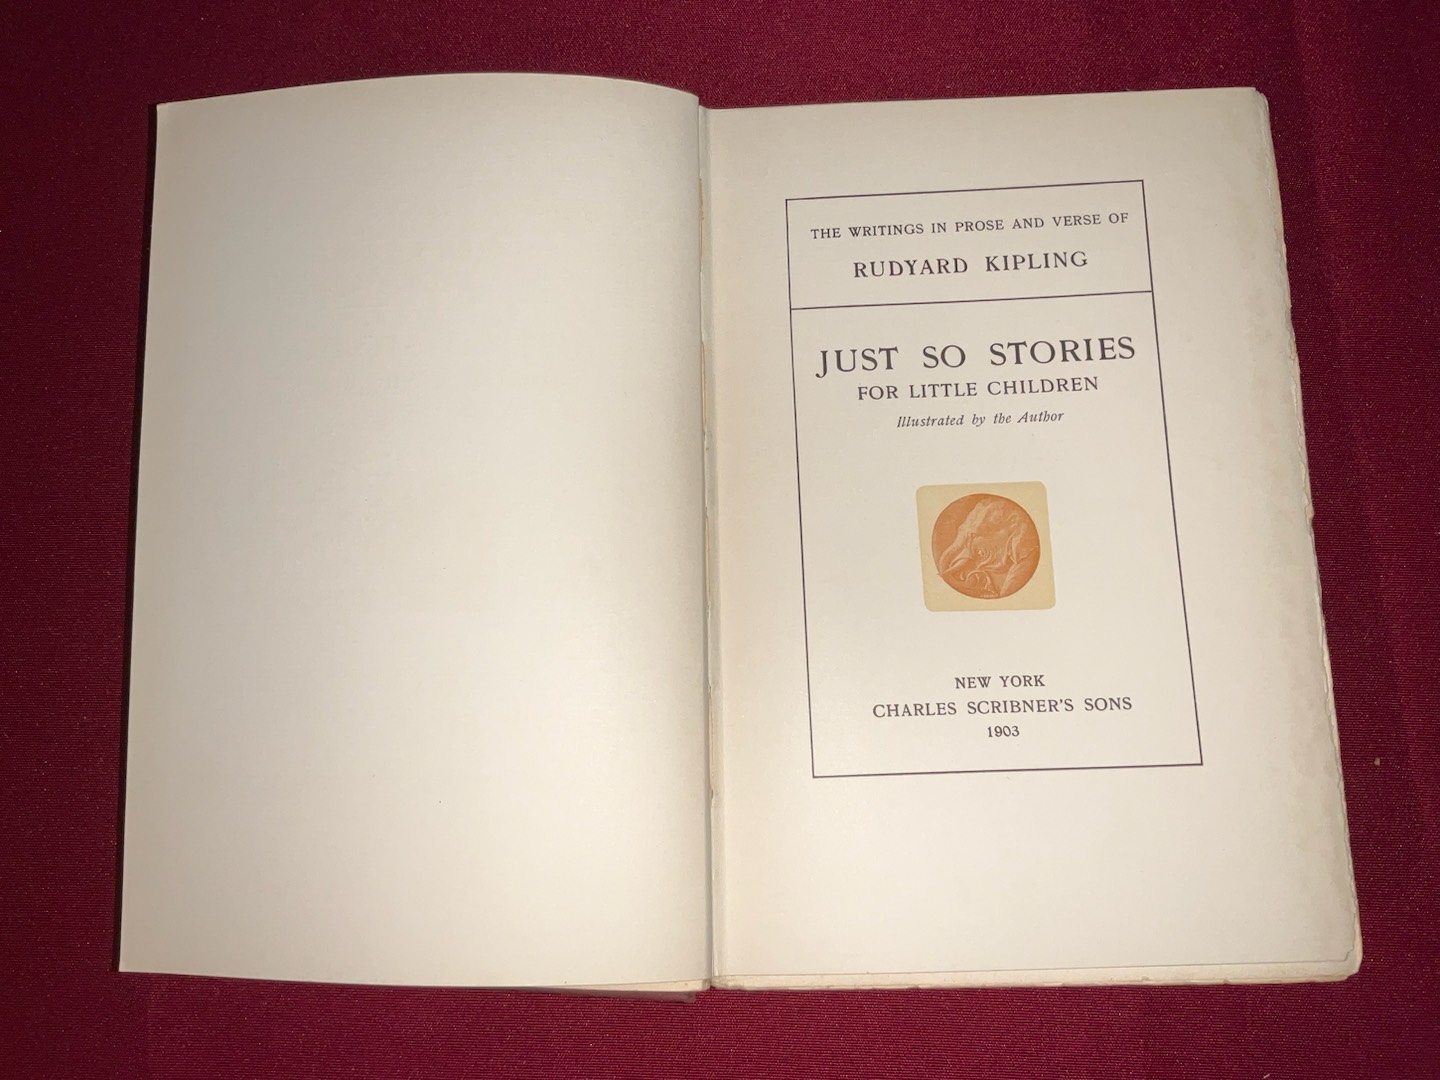 THE WRITINGS IN PROSE AND VERSE OF
RUDYARD KIPLING
JUST SO STORIES
FOR LITTLE CHILDREN
Illustrated by the Author
NEW YORK
CHARLES SCRIBNER'S SONS
1903